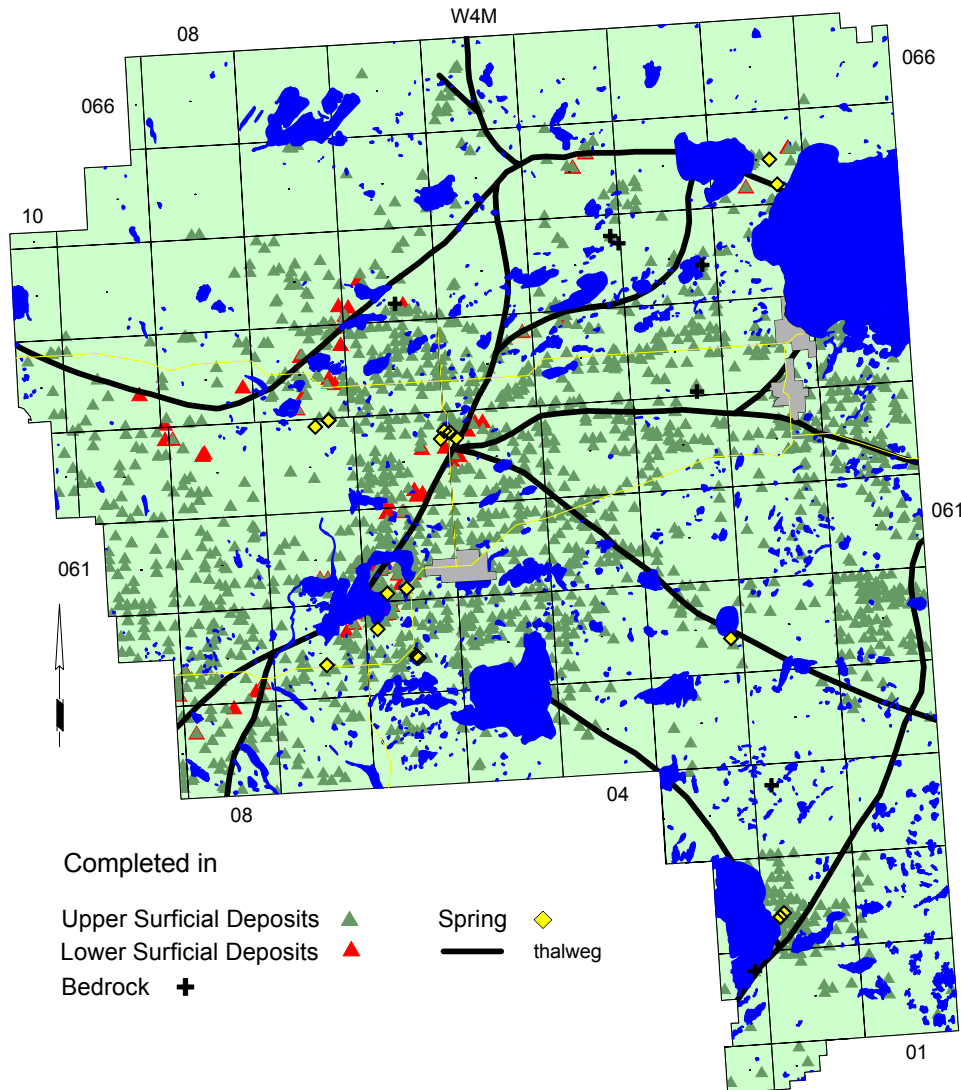 W4M
08
066
066
10
061
061
08
04
01
Completed in
Upper Surficial Deposits
Spring
Lower Surficial Deposits
thalweg
Bedrock